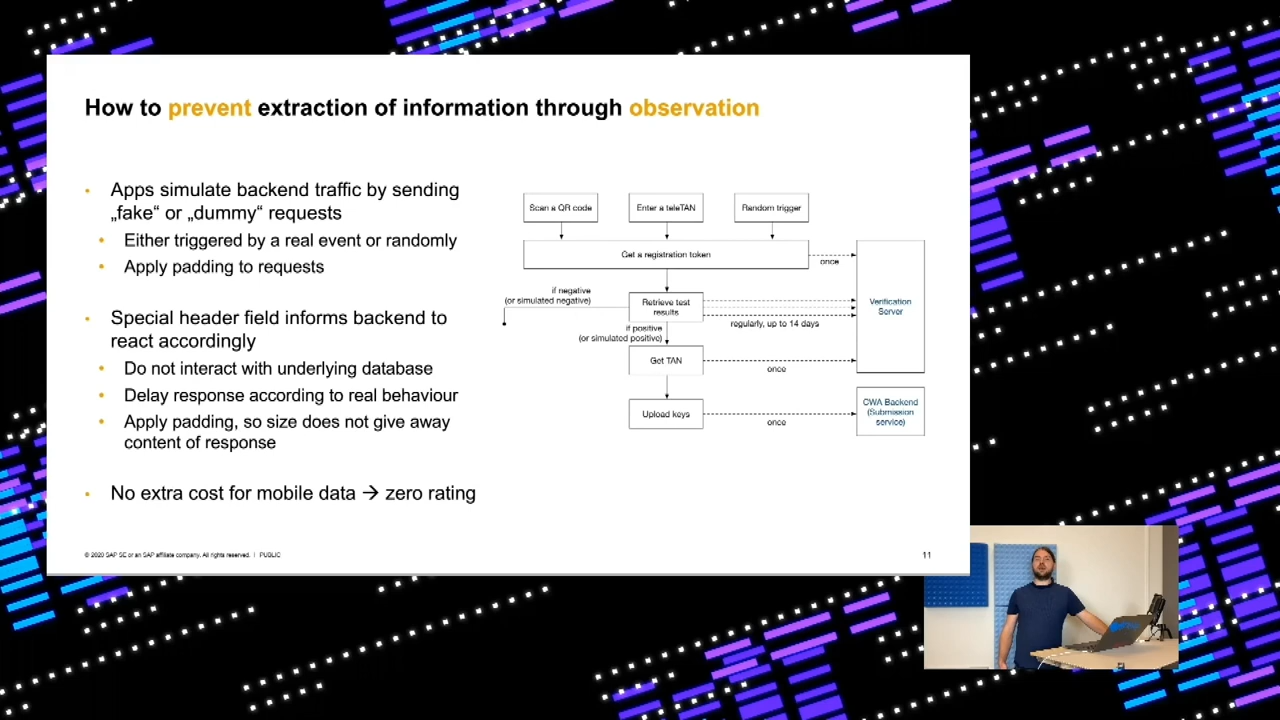 How to prevent extraction of information through observation
• Apps simulate backend traffic by sending
„fake“ or „dummy“ requests
• Either triggered by a real event or randomly
• Apply padding to requests
• Special header field informs backend to
react accordingly
• Do not interact with underlying database
• Delay response according to real behaviour
• Apply padding, so size does not give away
content of response
• No extra cost for mobile data → zero rating
Scan a QR code
Enter a teleTAN
Random trigger
Get a registration token
once
if negative
(or simulated negative)
Retrieve test
results
Verification
Server
regularly, up to 14 days
if positive
(or simulated positive)
Get TAN
once
Upload keys
once
CWA Backend
(Submission
service)
© 2020 SAP SE or an SAP affiliate company. All rights reserved. | PUBLIC
11